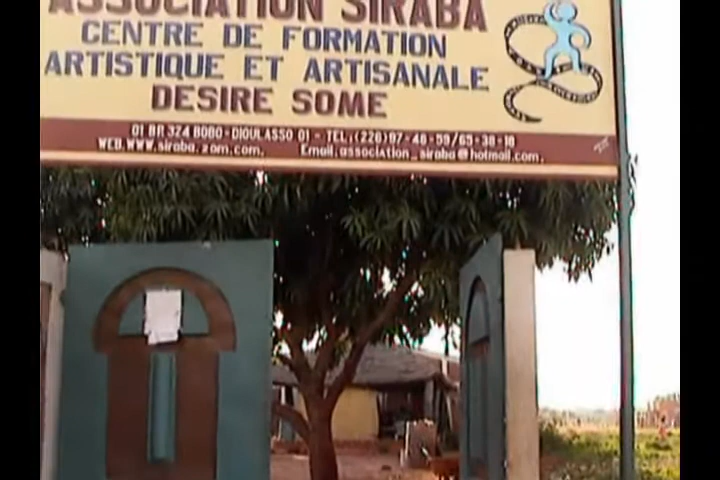 ASSOCIATION SIRABA
CENTRE DE FORMATION
ARTISTIQUE ET ARTISANALE
DESIRE SOME
01 BP. 324 BOBO-DIOULASSO 01 - TEL.:(226)97-46-59/65-38-18
WEB. WWW.siraba.zom.com. Email.association_siraba@hotmail.com.